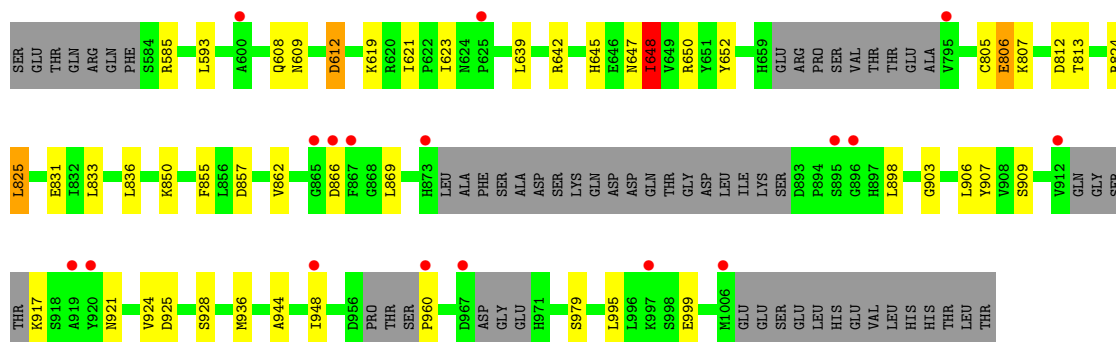 SER GLU THR GLN ARG GLN PHE S584 R585 L593 A600 Q608 N609 D612 K619 R620 I621 P622 I623 N624 P625 L639 R642 H645 E646 N647 I648 V649 R650 Y651 Y652 H659 GLU ARG PRO SER VAL THR THR GLU ALA V795 C805 E806 K807 D812 T813
L825 E831 I832 L833 L836 K850 F855 L856 D857 V862 G865 D866 F867 G868 L869 H873 LEU ALA PHE SER ALA ASP SER LYS GLN ASP ASP GLN THR GLY ASP LEU ILE LYS SER D893 P894 S895 G896 H897 L898 G903 L906 Y907 V908 S909 V912 GLN GLY
THR K917 S918 A919 Y920 N921 V924 D925 S928 M936 A944 I948 D956 PRO THR SER P960 D967 ASP GLY GLU H971 S979 L995 L996 K997 S998 E999 M1006 GLU GLU SER GLU LEU HIS GLU VAL LEU HIS HIS THR LEU THR